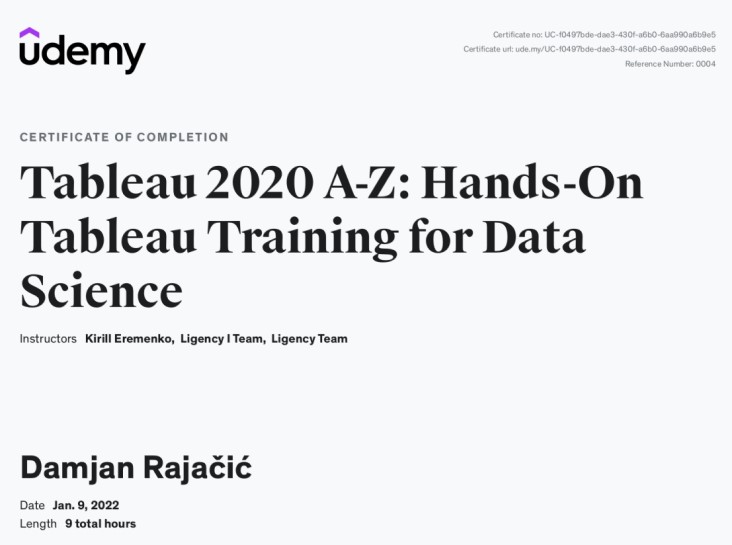 udemy
Certificate no: UC-f0497bde-dae3-430f-a6b0-6aa990a6b9e5
Certificate url: ude.my/UC-f0497bde-dae3-430f-a6b0-6aa990a6b9e5
Reference Number: 0004
CERTIFICATE OF COMPLETION
Tableau 2020 A-Z: Hands-On
Tableau Training for Data
Science
Instructors Kirill Eremenko, Ligency I Team, Ligency Team
Damjan Rajačić
Date Jan. 9, 2022
Length 9 total hours